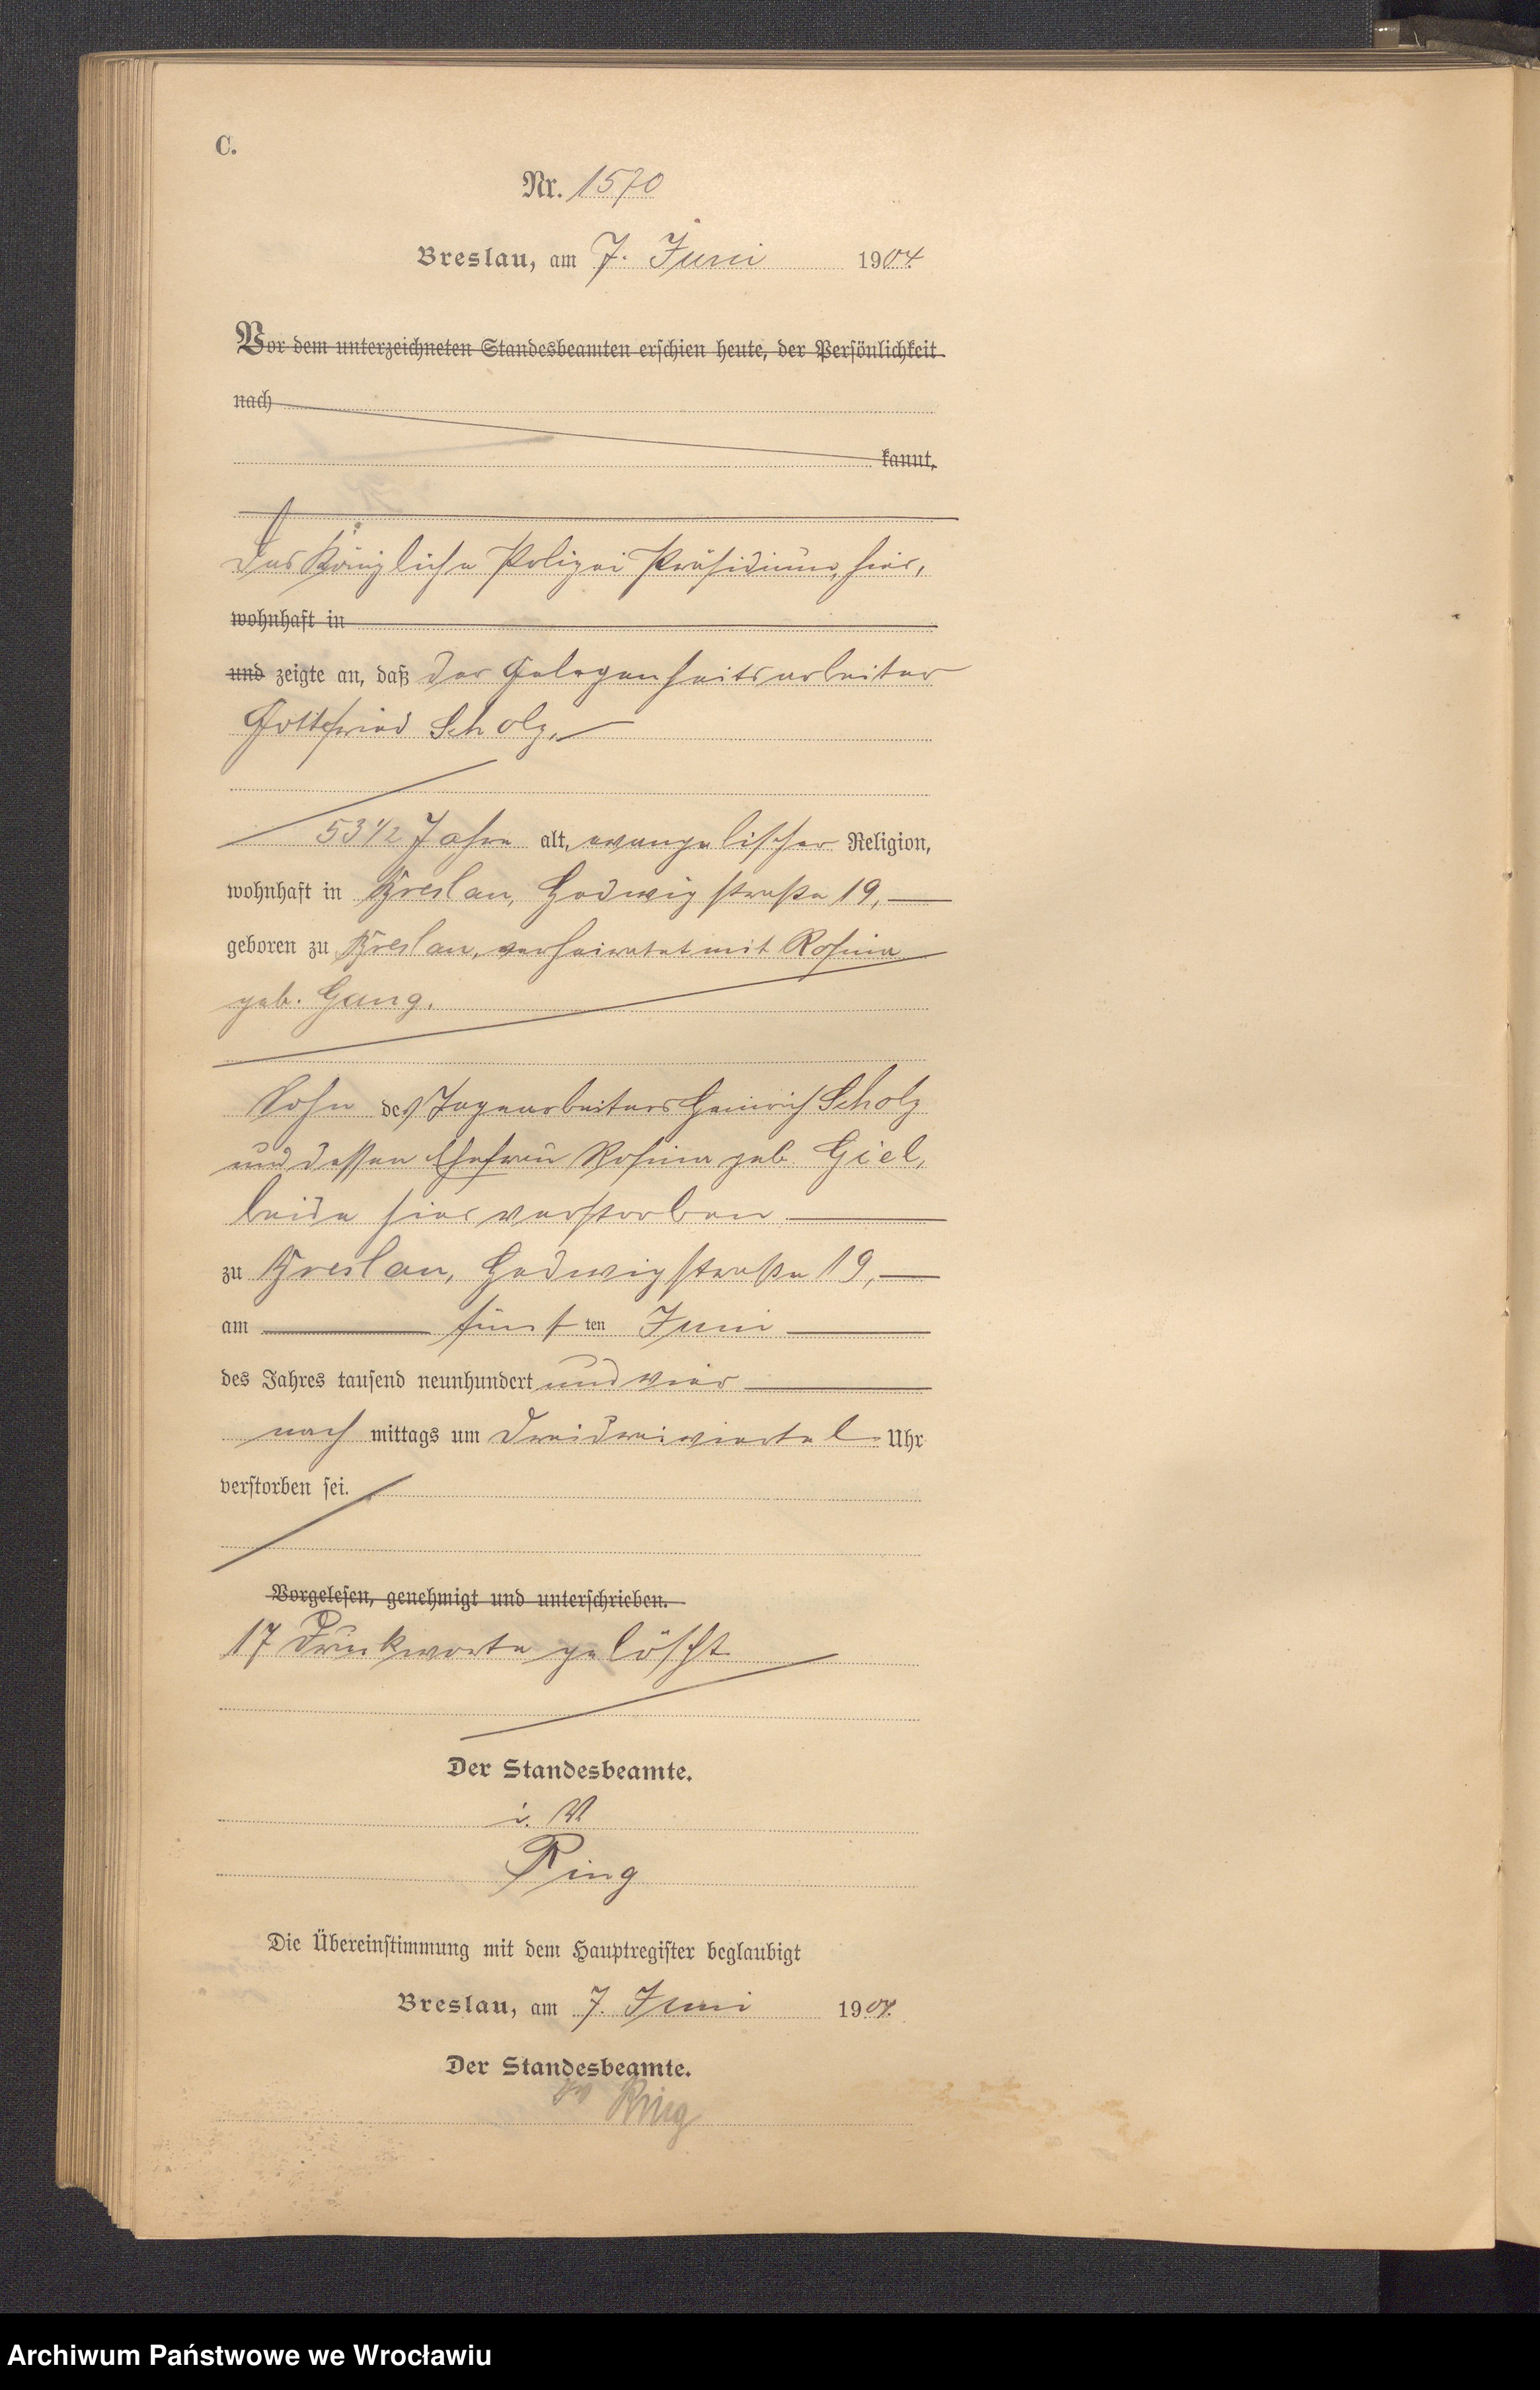 C.
Nr. 1570
Breslau, am 7. Juni 1904.
Vor dem unterzeichneten Standesbeamten erschien heute, der Persönlichkeit
nach
kannt,
Das Königliche Polizei Präsidium, hier,
wohnhaft in
und zeigte an, daß der Gelegenheitsarbeiter
Gottfried Scholz,
53 1/2 Jahre alt, evangelischer Religion,
wohnhaft in Breslau, Hedwigstraße 19,
geboren zu Breslau, verheiratet mit Rosina
geb. Gang.
Sohn des Tagearbeiters Heinrich Scholz
und dessen Ehefrau Rosina geb. Giel,
beide hier verstorben
zu Breslau, Hedwigstraße 19,
am fünften Juni
des Jahres tausend neunhundert und vier
nachmittags um dreidreiviertel Uhr
verstorben sei.
Vorgelesen, genehmigt und unterschrieben.
17 Druckworte gelöscht
Der Standesbeamte.
i. V
Ring
Die Übereinstimmung mit dem Hauptregister beglaubigt
Breslau, am 7. Juni 1904.
Der Standesbeamte.
Ring
Archiwum Państwowe we Wrocławiu